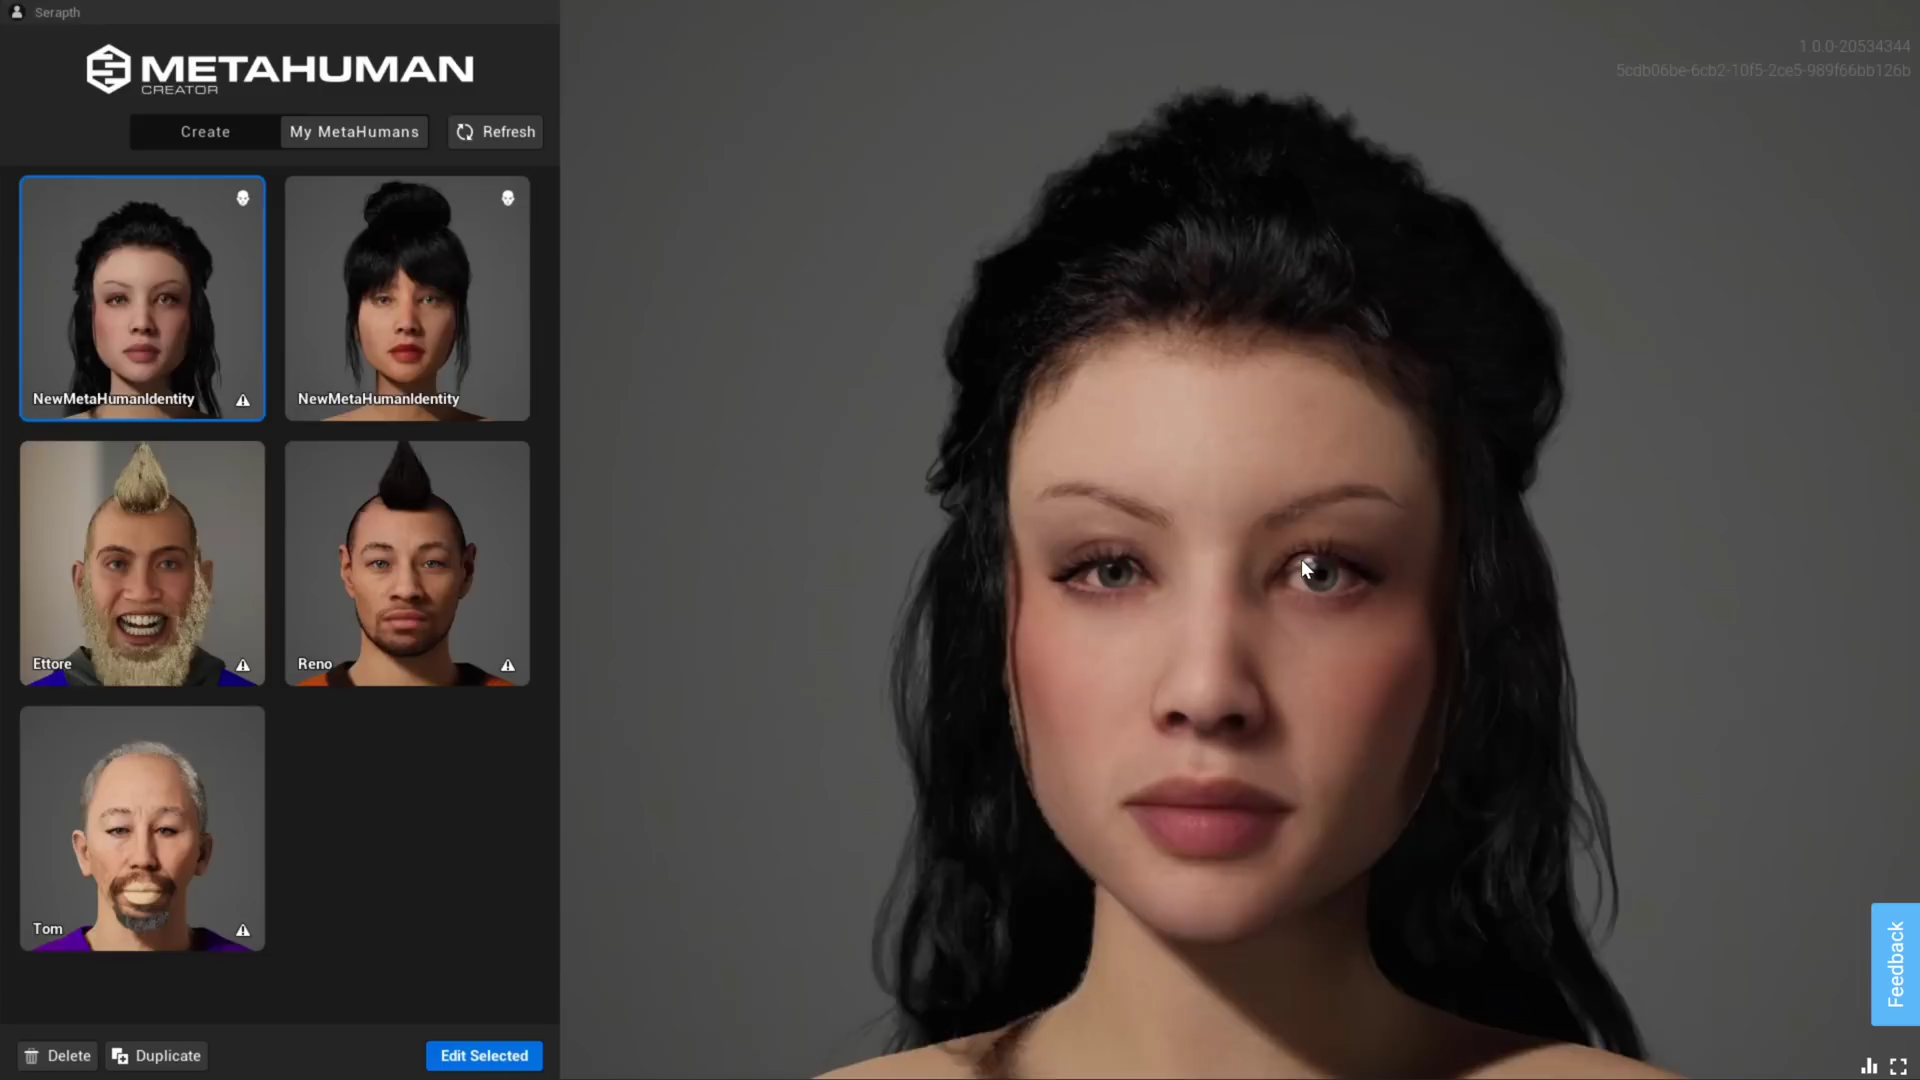 Serapth
METAHUMAN
CREATOR
Create
My MetaHumans
Refresh
NewMetaHumanIdentity
NewMetaHumanIdentity
Ettore
Reno
Tom
Delete
Duplicate
Edit Selected
1.0.0-20534344
5cdb06be-6cb2-10f5-2ce5-989f66bb126b
Feedback